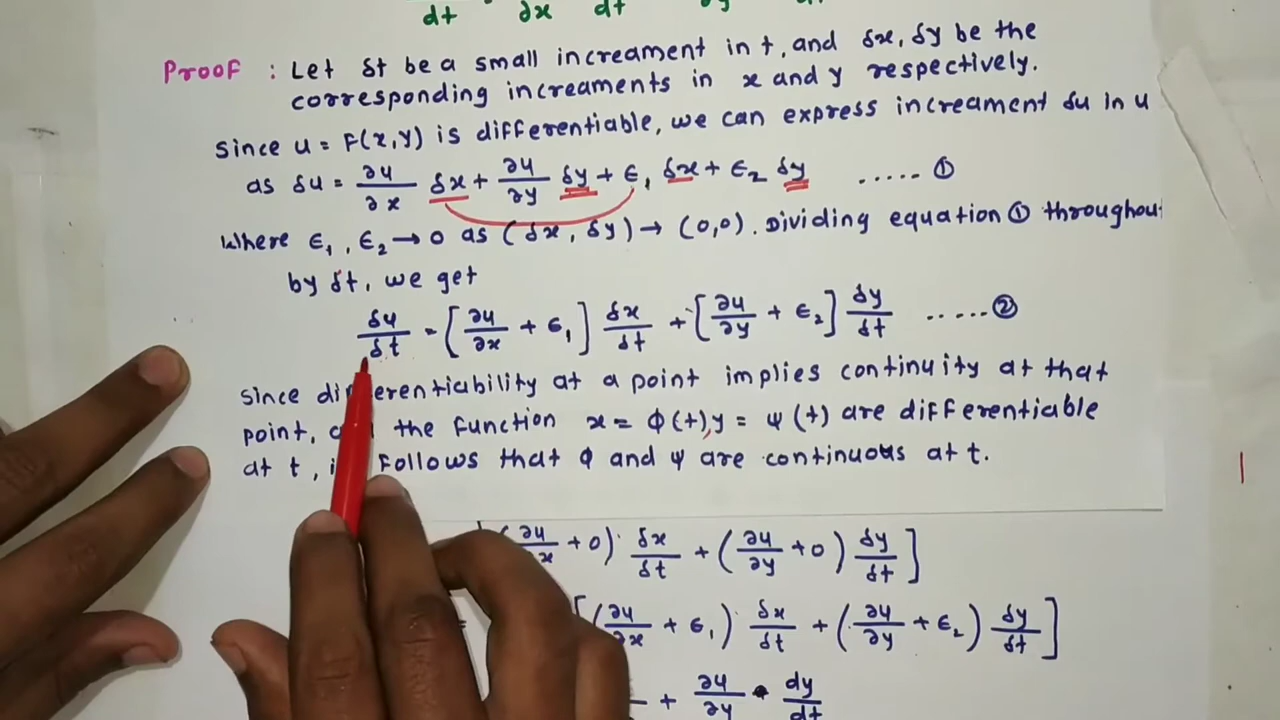 dt ∂x dt
Proof : Let δt be a small increament in t, and δx, δy be the
corresponding increaments in x and y respectively.
Since u = F(x,y) is differentiable, we can express increament δu in u
as δu = ∂u/∂x δx + ∂u/∂y δy + ϵ₁ δx + ϵ₂ δy ..... ①
Where ϵ₁, ϵ₂ → 0 as (δx, δy) → (0,0). Dividing equation ① throughout
by δt, we get
δu/δt = [∂u/∂x + ϵ₁] δx/δt + [∂u/∂y + ϵ₂] δy/δt ..... ②
Since differentiability at a point implies continuity at that
point, the function x = φ(t), y = ψ(t) are differentiable
at t, follows that φ and ψ are continuous at t.
(∂u/∂x + 0) · δx/δt + (∂u/∂y + 0) δy/δt]
[(∂u/∂x + ϵ₁) · δx/δt + (∂u/∂y + ϵ₂) δy/δt]
+ ∂u/∂y · dy/dt